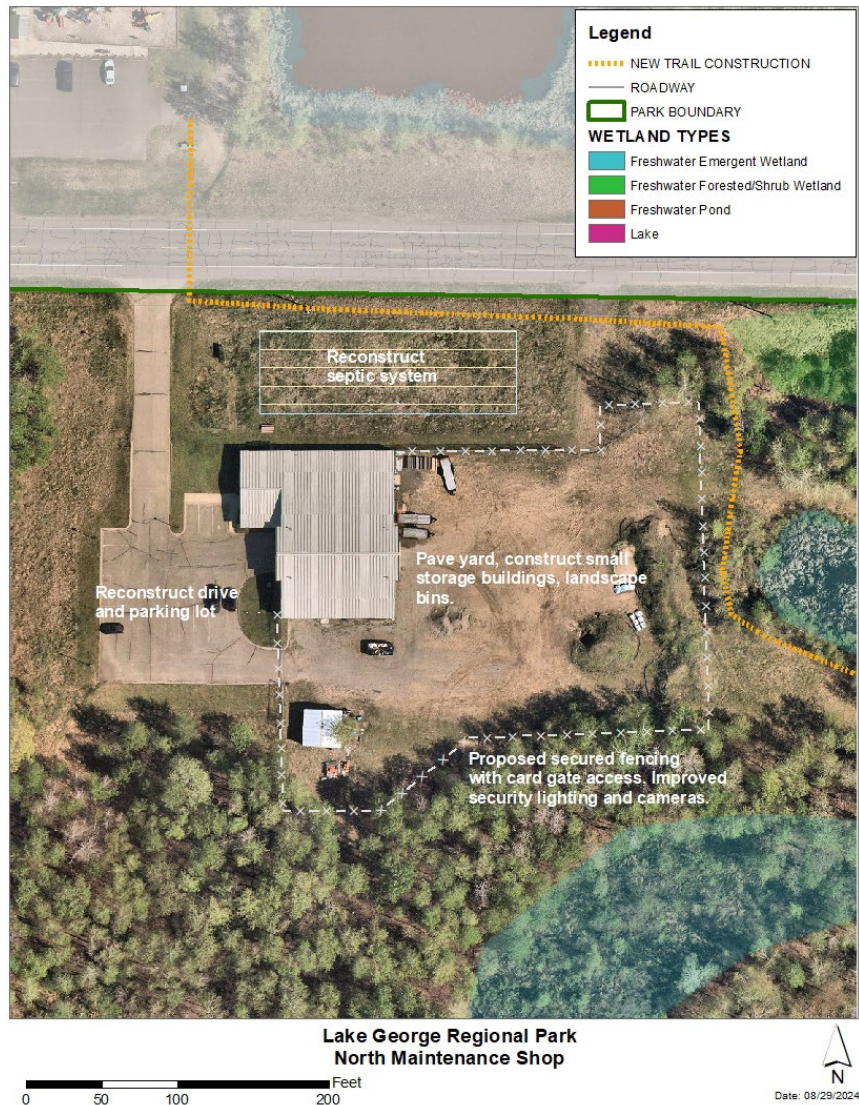 Legend
NEW TRAIL CONSTRUCTION
ROADWAY
PARK BOUNDARY
WETLAND TYPES
Freshwater Emergent Wetland
Freshwater Forested/Shrub Wetland
Freshwater Pond
Lake
Reconstruct
septic system
Pave yard, construct small
storage buildings, landscape
bins.
Reconstruct drive
and parking lot
Proposed secured fencing
with card gate access. Improved
security lighting and cameras.
Lake George Regional Park
North Maintenance Shop
Feet
0 50 100 200
N
Date: 08/29/2024